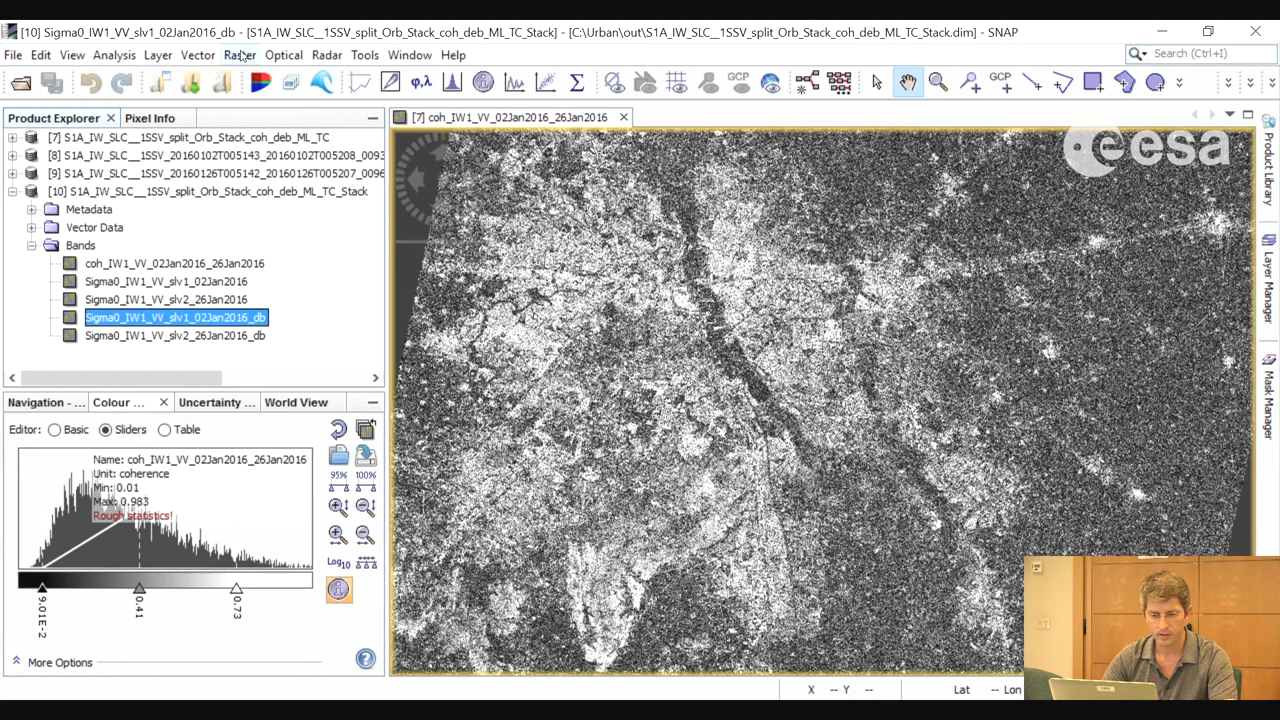 [10] Sigma0_IW1_VV_slv1_02Jan2016_db - [S1A_IW_SLC__1SSV_split_Orb_Stack_coh_deb_ML_TC_Stack] - [C:\Urban\out\S1A_IW_SLC__1SSV_split_Orb_Stack_coh_deb_ML_TC_Stack.dim] - SNAP
File Edit View Analysis Layer Vector Raster Optical Radar Tools Window Help
Search (Ctrl+I)
φ,λ Σ GCP GCP
Product Explorer Pixel Info
[7] coh_IW1_VV_02Jan2016_26Jan2016
[7] S1A_IW_SLC__1SSV_split_Orb_Stack_coh_deb_ML_TC
[8] S1A_IW_SLC__1SSV_20160102T005143_20160102T005208_0093
[9] S1A_IW_SLC__1SSV_20160126T005142_20160126T005207_0096
[10] S1A_IW_SLC__1SSV_split_Orb_Stack_coh_deb_ML_TC_Stack
Metadata
Vector Data
Bands
coh_IW1_VV_02Jan2016_26Jan2016
Sigma0_IW1_VV_slv1_02Jan2016
Sigma0_IW1_VV_slv2_26Jan2016
Sigma0_IW1_VV_slv1_02Jan2016_db
Sigma0_IW1_VV_slv2_26Jan2016_db
esa
Product Library
Layer Manager
Mask Manager
Navigation - ... Colour ... Uncertainty ... World View
Editor: Basic Sliders Table
Name: coh_IW1_VV_02Jan2016_26Jan2016
Unit: coherence
Min: 0.01
Max: 0.983
Rough statistics!
95% 100%
Log10
9.01E-2 0.41 0.73
More Options
X -- Y -- Lat -- Lon